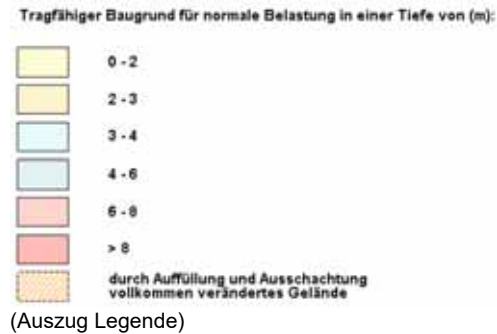 Tragfähiger Baugrund für normale Belastung in einer Tiefe von (m):
0 - 2
2 - 3
3 - 4
4 - 6
6 - 8
> 8
durch Auffüllung und Ausschachtung
vollkommen verändertes Gelände
(Auszug Legende)